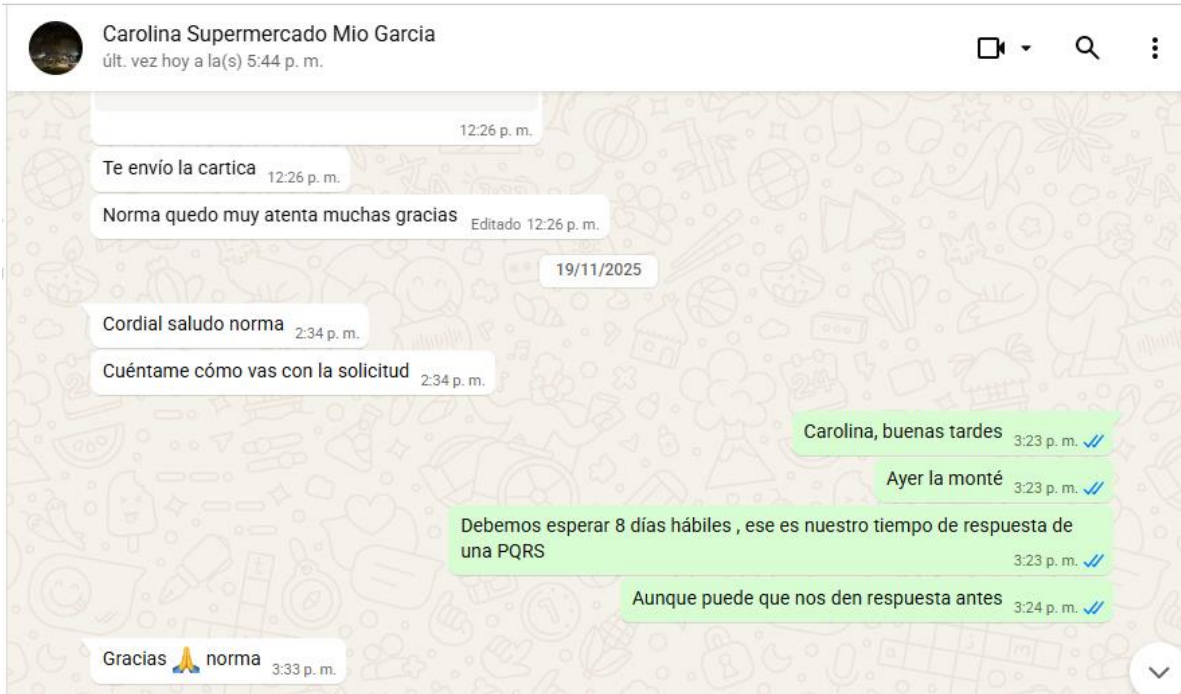 Carolina Supermercado Mio Garcia
últ. vez hoy a la(s) 5:44 p. m.
12:26 p. m.
Te envío la cartica 12:26 p. m.
Norma quedo muy atenta muchas gracias Editado 12:26 p. m.
19/11/2025
Cordial saludo norma 2:34 p. m.
Cuéntame cómo vas con la solicitud 2:34 p. m.
Carolina, buenas tardes 3:23 p. m.
Ayer la monté 3:23 p. m.
Debemos esperar 8 días hábiles , ese es nuestro tiempo de respuesta de
una PQRS
3:23 p. m.
Aunque puede que nos den respuesta antes 3:24 p. m.
Gracias 🙏 norma 3:33 p. m.